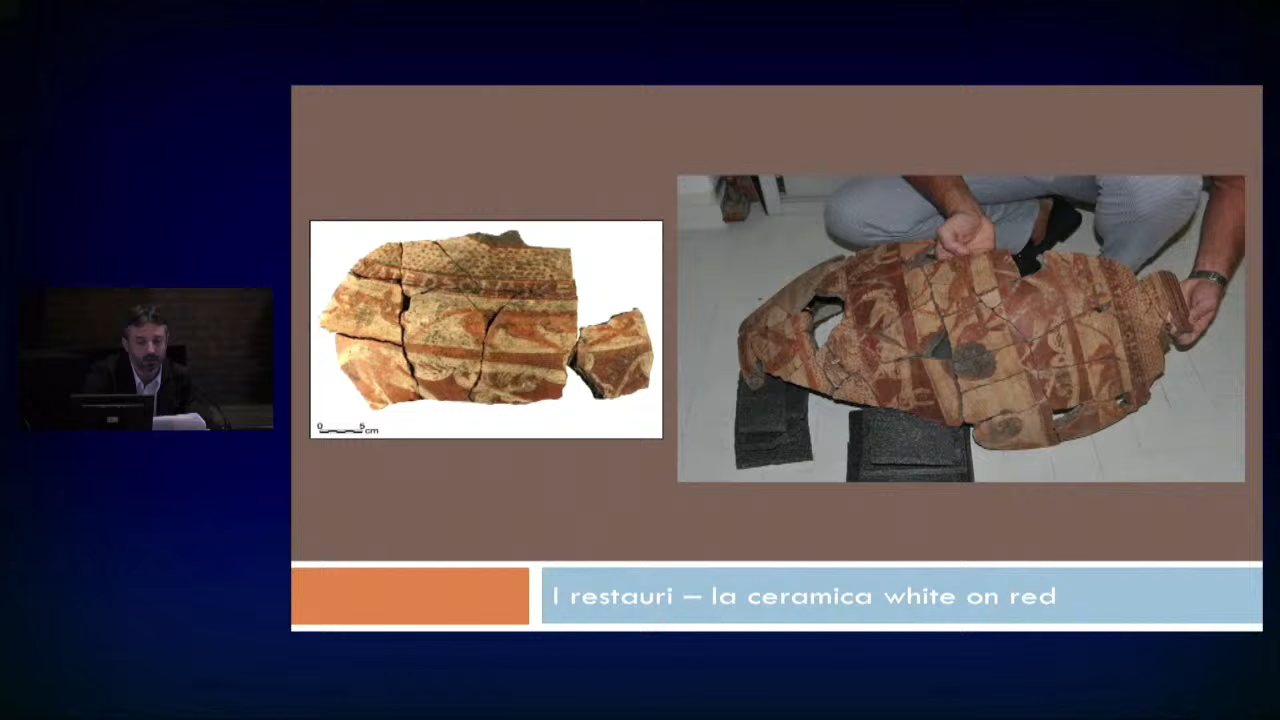 0 5 cm
I restauri – la ceramica white on red